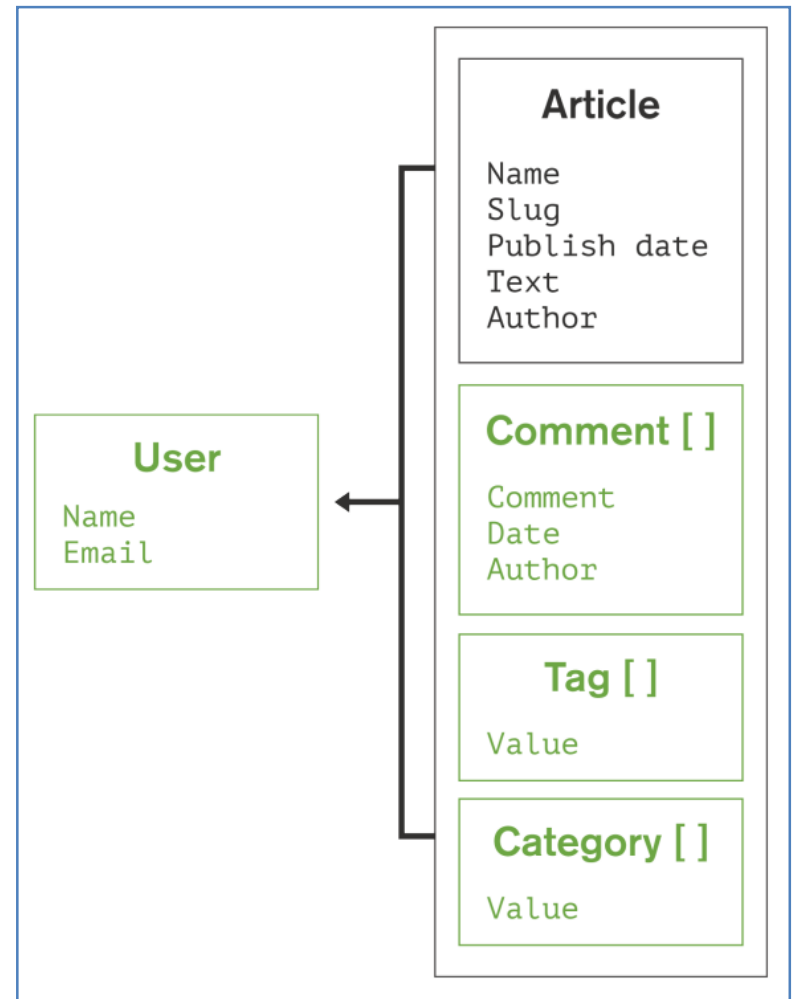 Article
Name
Slug
Publish date
Text
Author
User
Name
Email
Comment [ ]
Comment
Date
Author
Tag [ ]
Value
Category [ ]
Value